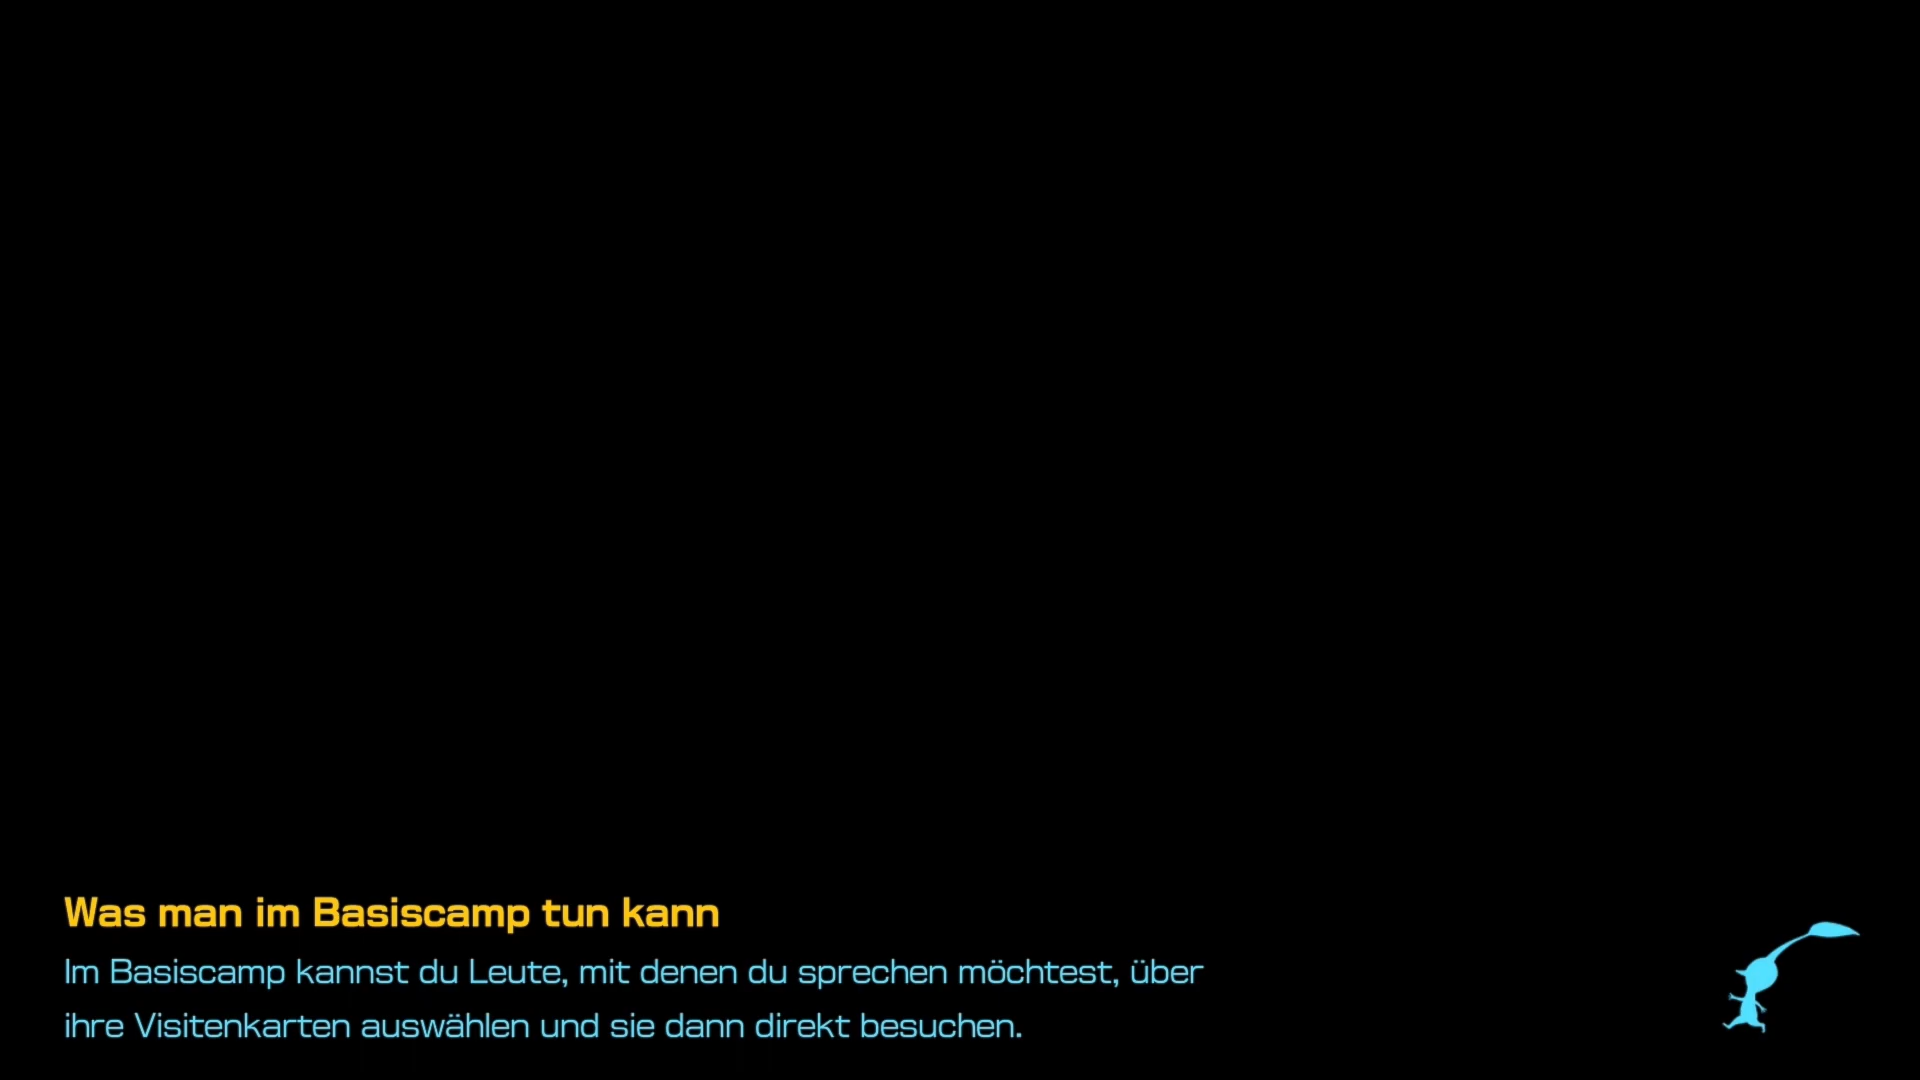 Was man im Basiscamp tun kann
Im Basiscamp kannst du Leute, mit denen du sprechen möchtest, über
ihre Visitenkarten auswählen und sie dann direkt besuchen.